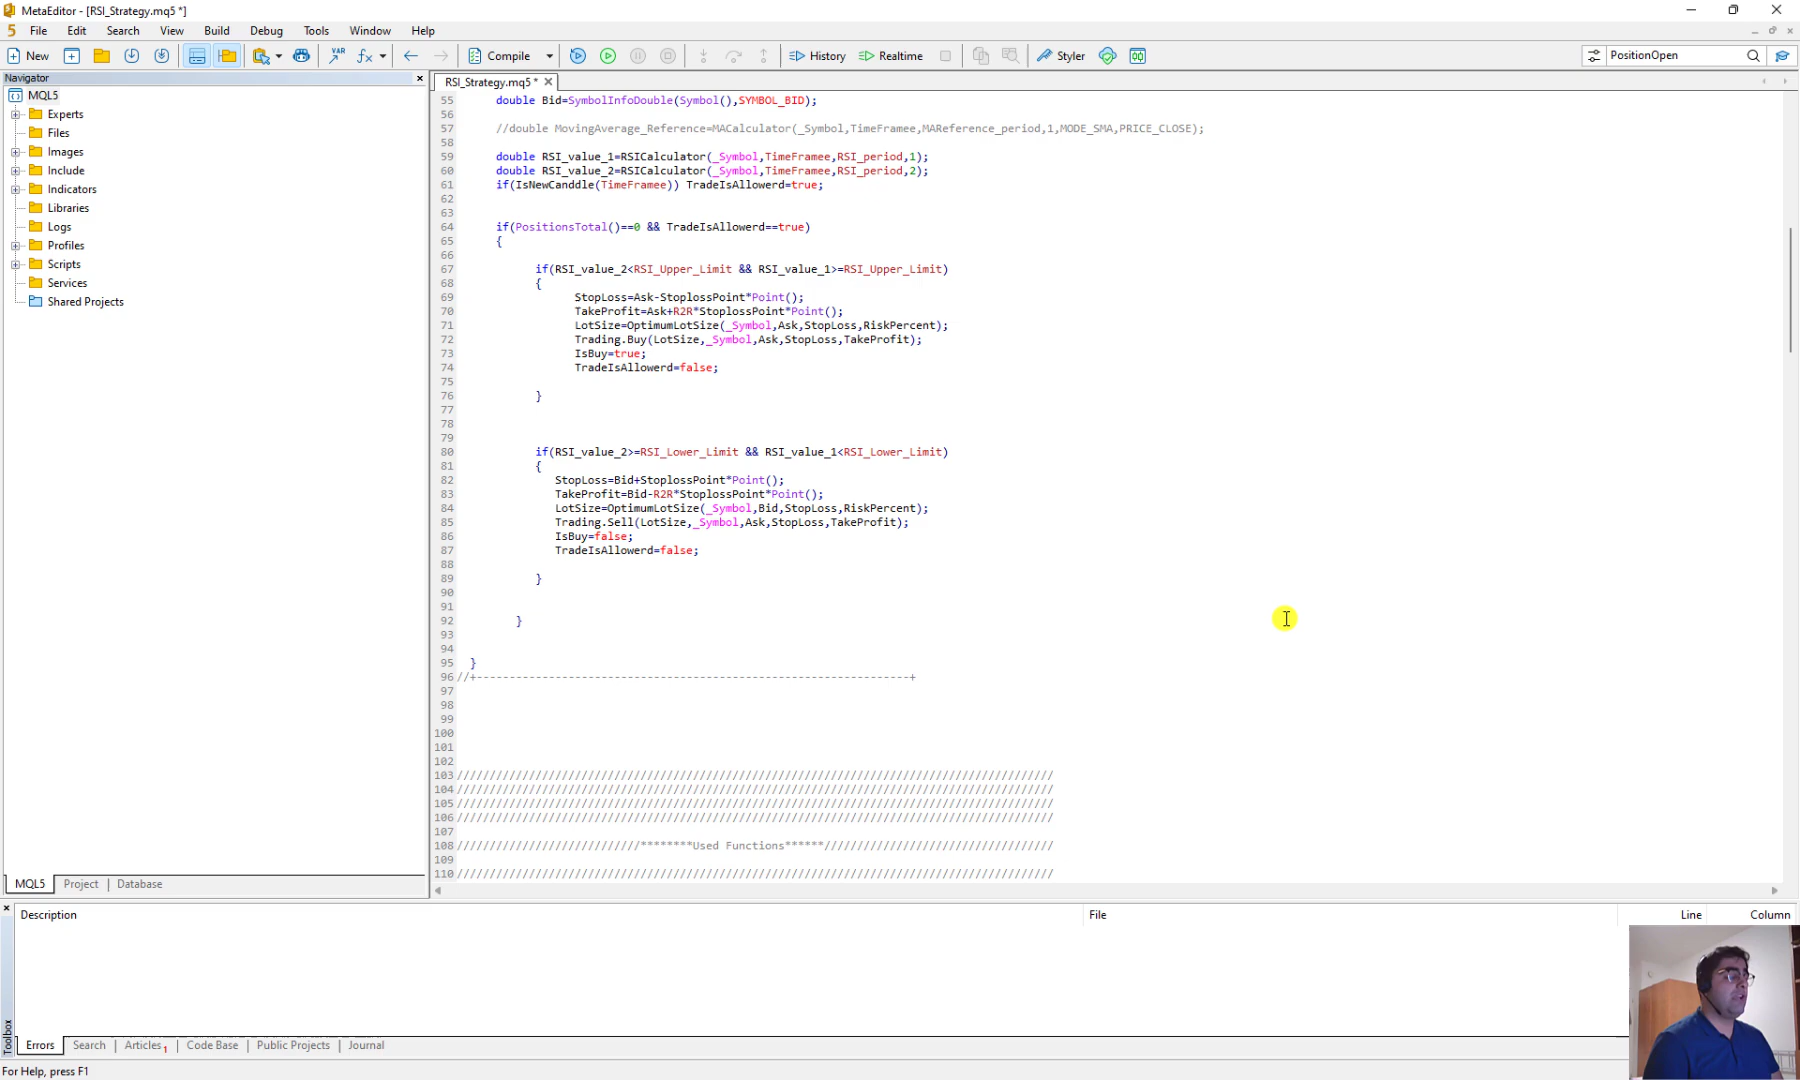 MetaEditor - [RSI_Strategy.mq5 *]
5 File Edit Search View Build Debug Tools Window Help
New VAR fx Compile History Realtime Styler PositionOpen
Navigator
RSI_Strategy.mq5 *
MQL5
Experts
Files
Images
Include
Indicators
Libraries
Logs
Profiles
Scripts
Services
Shared Projects
MQL5 Project Database
55 double Bid=SymbolInfoDouble(Symbol(),SYMBOL_BID);
56
57 //double MovingAverage_Reference=MACalculator(_Symbol,TimeFramee,MAReference_period,1,MODE_SMA,PRICE_CLOSE);
58
59 double RSI_value_1=RSICalculator(_Symbol,TimeFramee,RSI_period,1);
60 double RSI_value_2=RSICalculator(_Symbol,TimeFramee,RSI_period,2);
61 if(IsNewCanddle(TimeFramee)) TradeIsAllowerd=true;
62
63
64 if(PositionsTotal()==0 && TradeIsAllowerd==true)
65 {
66
67 if(RSI_value_2<RSI_Upper_Limit && RSI_value_1>=RSI_Upper_Limit)
68 {
69 StopLoss=Ask-StoplossPoint*Point();
70 TakeProfit=Ask+R2R*StoplossPoint*Point();
71 LotSize=OptimumLotSize(_Symbol,Ask,StopLoss,RiskPercent);
72 Trading.Buy(LotSize,_Symbol,Ask,StopLoss,TakeProfit);
73 IsBuy=true;
74 TradeIsAllowerd=false;
75
76 }
77
78
79
80 if(RSI_value_2>=RSI_Lower_Limit && RSI_value_1<RSI_Lower_Limit)
81 {
82 StopLoss=Bid+StoplossPoint*Point();
83 TakeProfit=Bid-R2R*StoplossPoint*Point();
84 LotSize=OptimumLotSize(_Symbol,Bid,StopLoss,RiskPercent);
85 Trading.Sell(LotSize,_Symbol,Ask,StopLoss,TakeProfit);
86 IsBuy=false;
87 TradeIsAllowerd=false;
88
89 }
90
91
92 }
93
94
95 }
96 //+------------------------------------------------------------------+
97
98
99
100
101
102
103 ///////////////////////////////////////////////////////////////////////////////////////////
104 ///////////////////////////////////////////////////////////////////////////////////////////
105 ///////////////////////////////////////////////////////////////////////////////////////////
106 ///////////////////////////////////////////////////////////////////////////////////////////
107
108 ////////////////////////////********Used Functions******///////////////////////////////////
109
110 ///////////////////////////////////////////////////////////////////////////////////////////
Description File Line Column
Toolbox
Errors Search Articles 1 Code Base Public Projects Journal
For Help, press F1